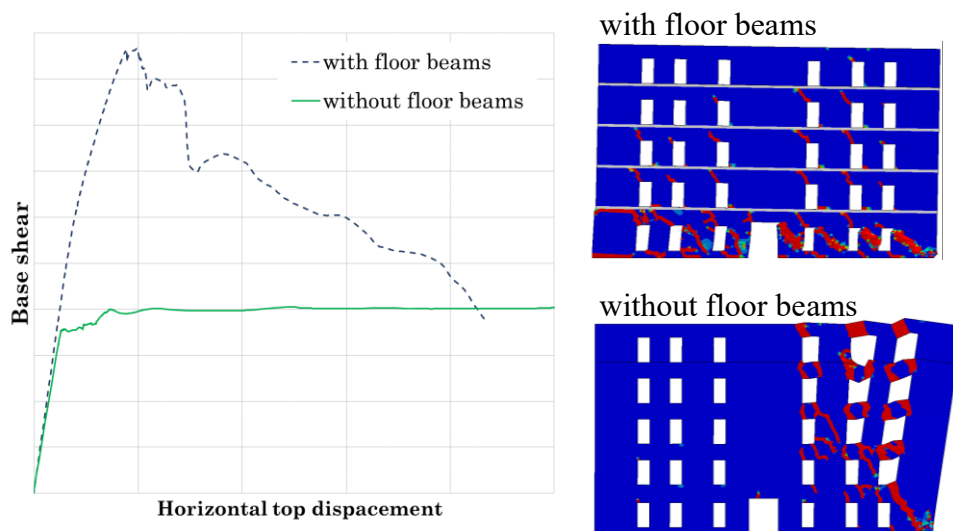 with floor beams
without floor beams
Base shear
Horizontal top dispacement
with floor beams
without floor beams